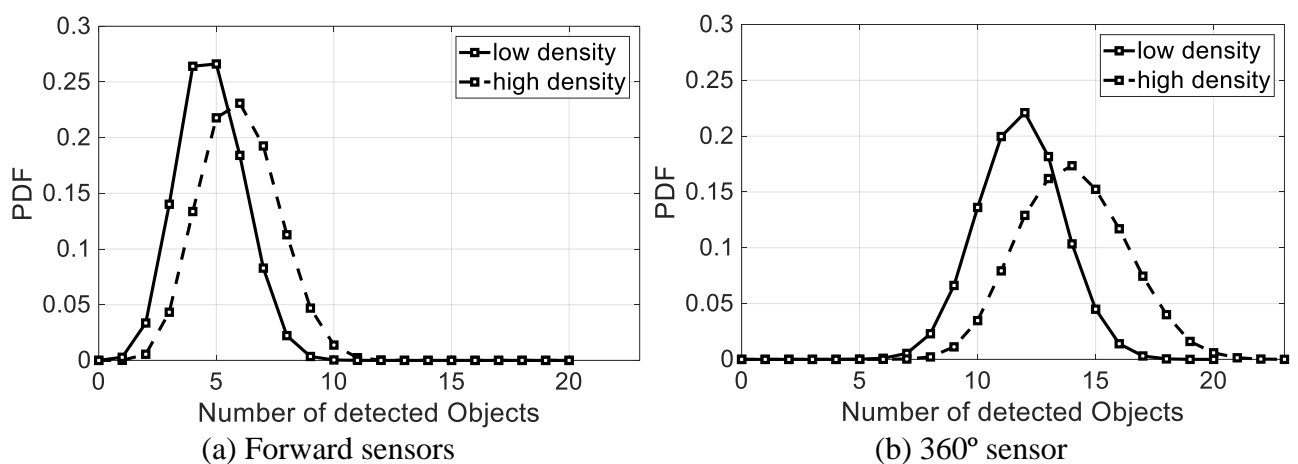 0.3
0.25
0.2
0.15
0.1
0.05
0
PDF
low density
high density
0 5 10 15 20
Number of detected Objects
(a) Forward sensors
0.3
0.25
0.2
0.15
0.1
0.05
0
PDF
low density
high density
0 5 10 15 20
Number of detected Objects
(b) 360º sensor